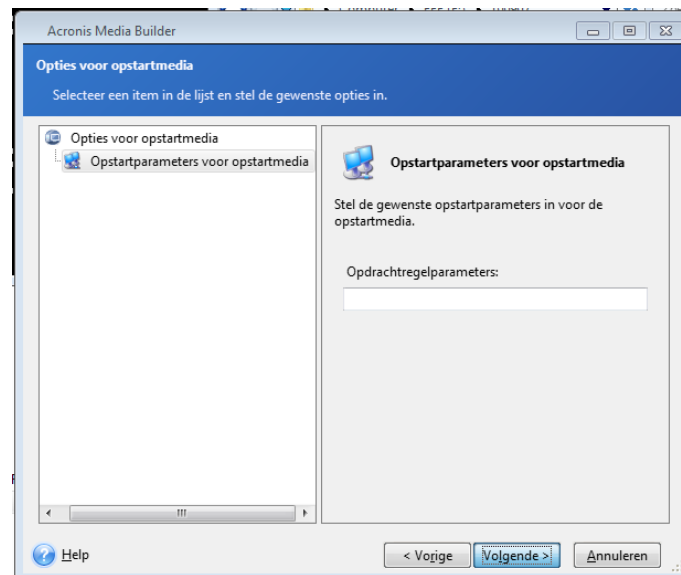 Acronis Media Builder
Opties voor opstartmedia
Selecteer een item in de lijst en stel de gewenste opties in.
Opties voor opstartmedia
Opstartparameters voor opstartmedia
Opstartparameters voor opstartmedia
Stel de gewenste opstartparameters in voor de
opstartmedia.
Opdrachtregelparameters:
Help
< Vorige
Volgende >
Annuleren